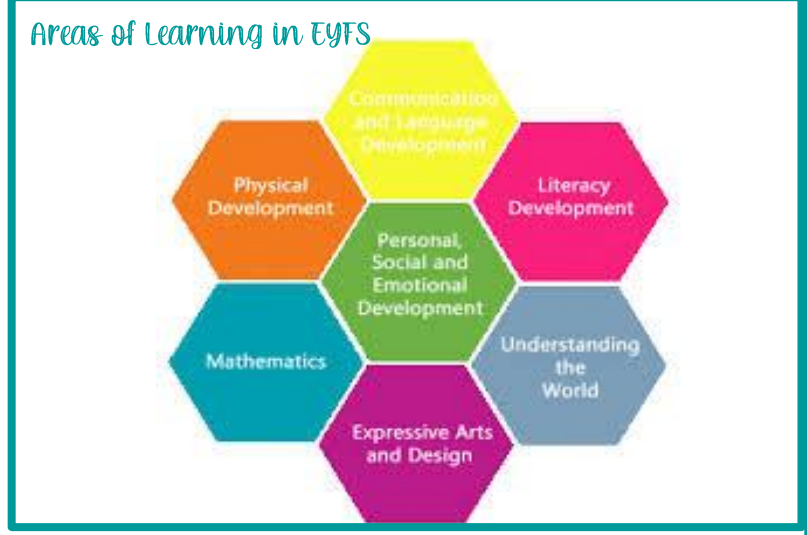 Areas of Learning in EYFS
Communication
and Language
Development
Physical
Development
Literacy
Development
Personal,
Social and
Emotional
Development
Mathematics
Understanding
the
World
Expressive Arts
and Design